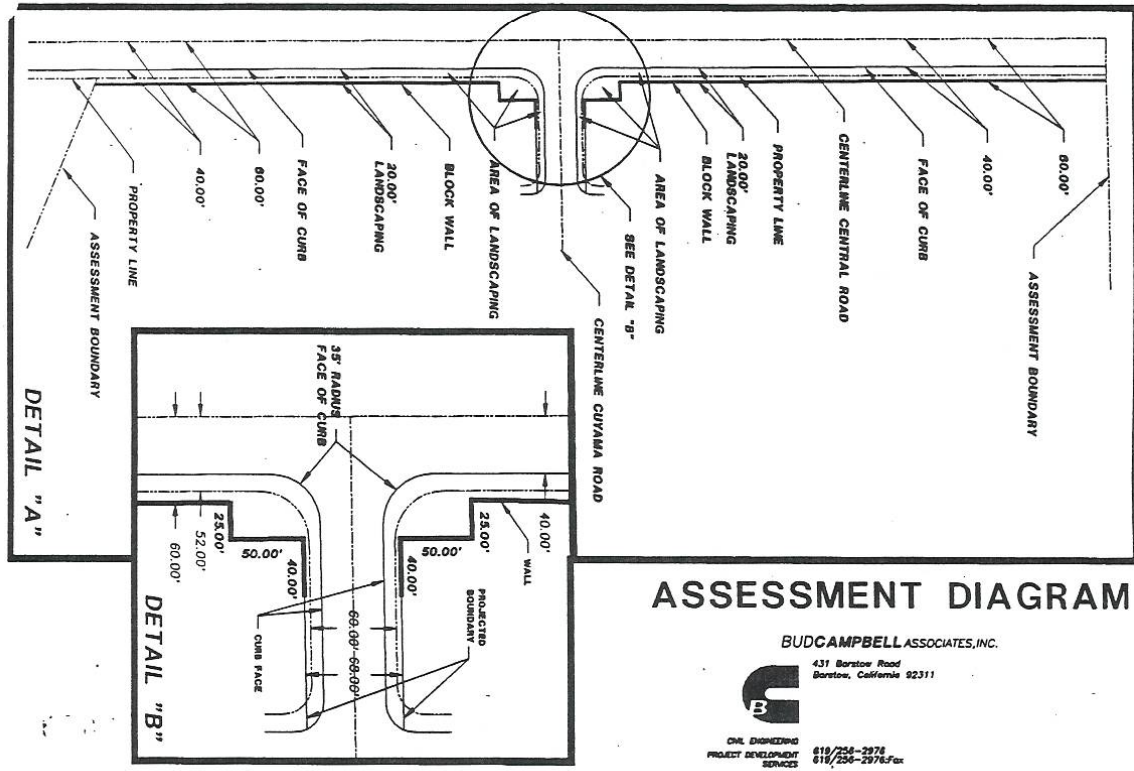 40.00'
60.00'
PROPERTY LINE
ASSESSMENT BOUNDARY
FACE OF CURB
20.00'
LANDSCAPING
BLOCK WALL
AREA OF LANDSCAPING
CENTERLINE CUYAMA ROAD
SEE DETAIL "B"
AREA OF LANDSCAPING
BLOCK WALL
20.00'
LANDSCAPING
PROPERTY LINE
CENTERLINE CENTRAL ROAD
FACE OF CURB
40.00'
60.00'
ASSESSMENT BOUNDARY
DETAIL "A"
35' RADIUS
FACE OF CURB
60.00'
52.00'
25.00'
50.00'
40.00'
CURB FACE
60.00'
68.00'
40.00'
50.00'
25.00'
40.00'
WALL
PROJECTED
BOUNDARY
DETAIL "B"
ASSESSMENT DIAGRAM
BUDCAMPBELL ASSOCIATES, INC.
431 Barstow Road
Barstow, California 92311
B
CIVIL ENGINEERING
PROJECT DEVELOPMENT
SERVICES
619/256-2976
619/256-2976:Fax